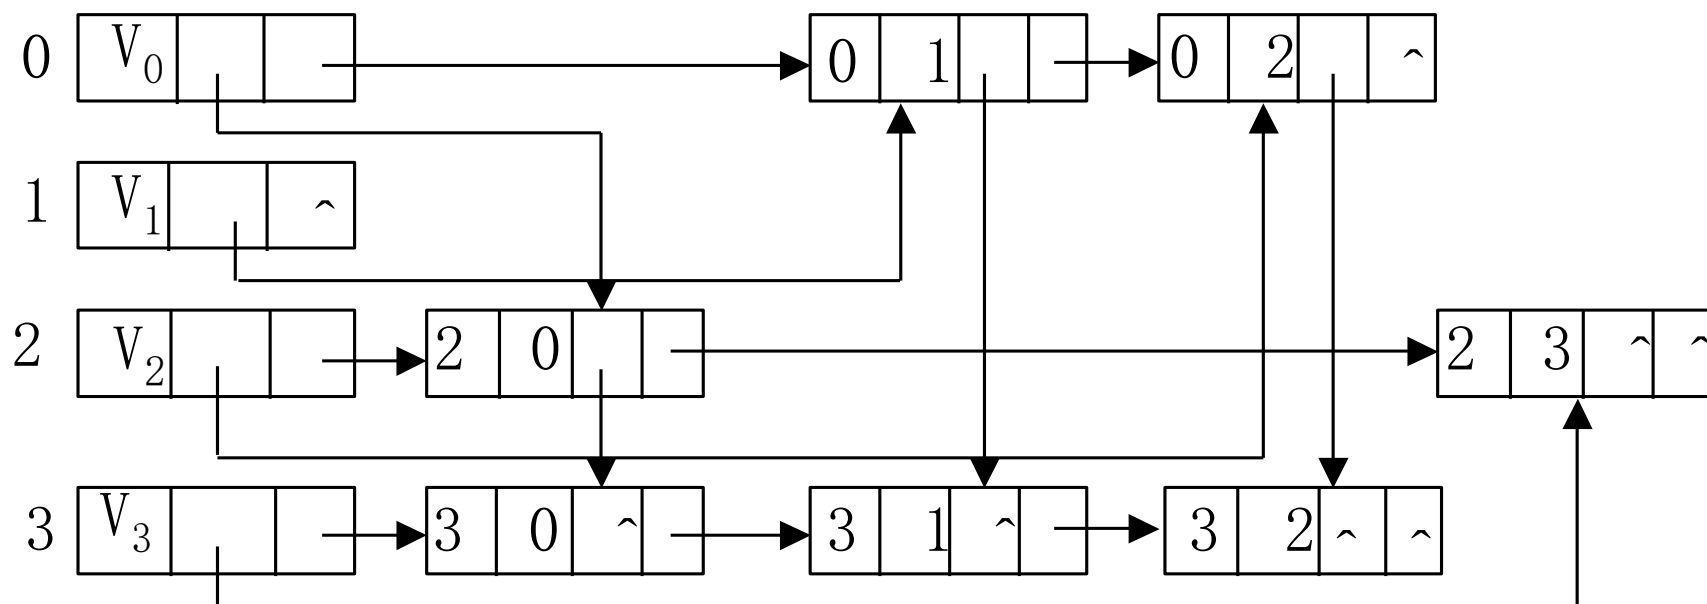 0 V₀ 0 1 0 2 ^
1 V₁ ^
2 V₂ 2 0 2 3 ^ ^
3 V₃ 3 0 ^ 3 1 ^ 3 2 ^ ^